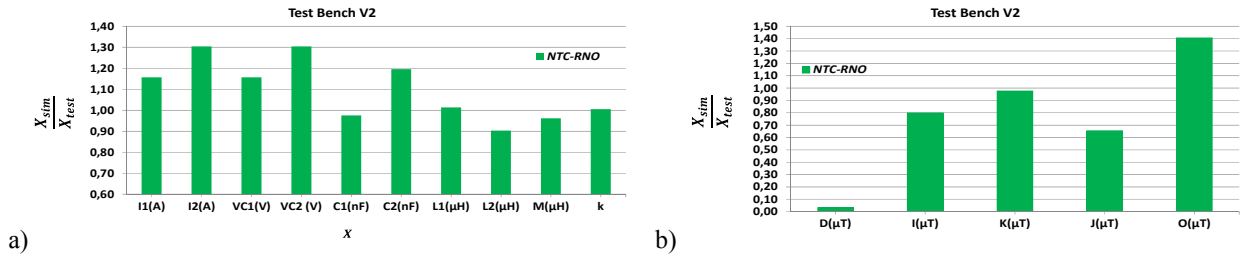 Test Bench V2
1,40
1,30
1,20
1,10
1,00
0,90
0,80
0,70
0,60
X_sim
X_test
NTC-RNO
I1(A) I2(A) VC1(V) VC2 (V) C1(nF) C2(nF) L1(µH) L2(µH) M(µH) k
X
a)
Test Bench V2
1,50
1,40
1,30
1,20
1,10
1,00
0,90
0,80
0,70
0,60
0,50
0,40
0,30
0,20
0,10
0,00
X_sim
X_test
NTC-RNO
D(µT) I(µT) K(µT) J(µT) O(µT)
b)